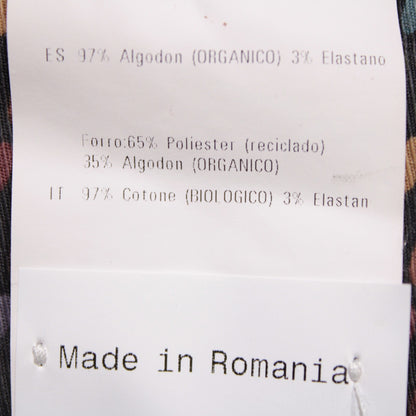 ES 97% Algodon (ORGANICO) 3% Elastano
Forro:65% Poliester (reciclado)
35% Algodon (ORGANICO)
IT 97% Cotone (BIOLOGICO) 3% Elastan
Made in Romania